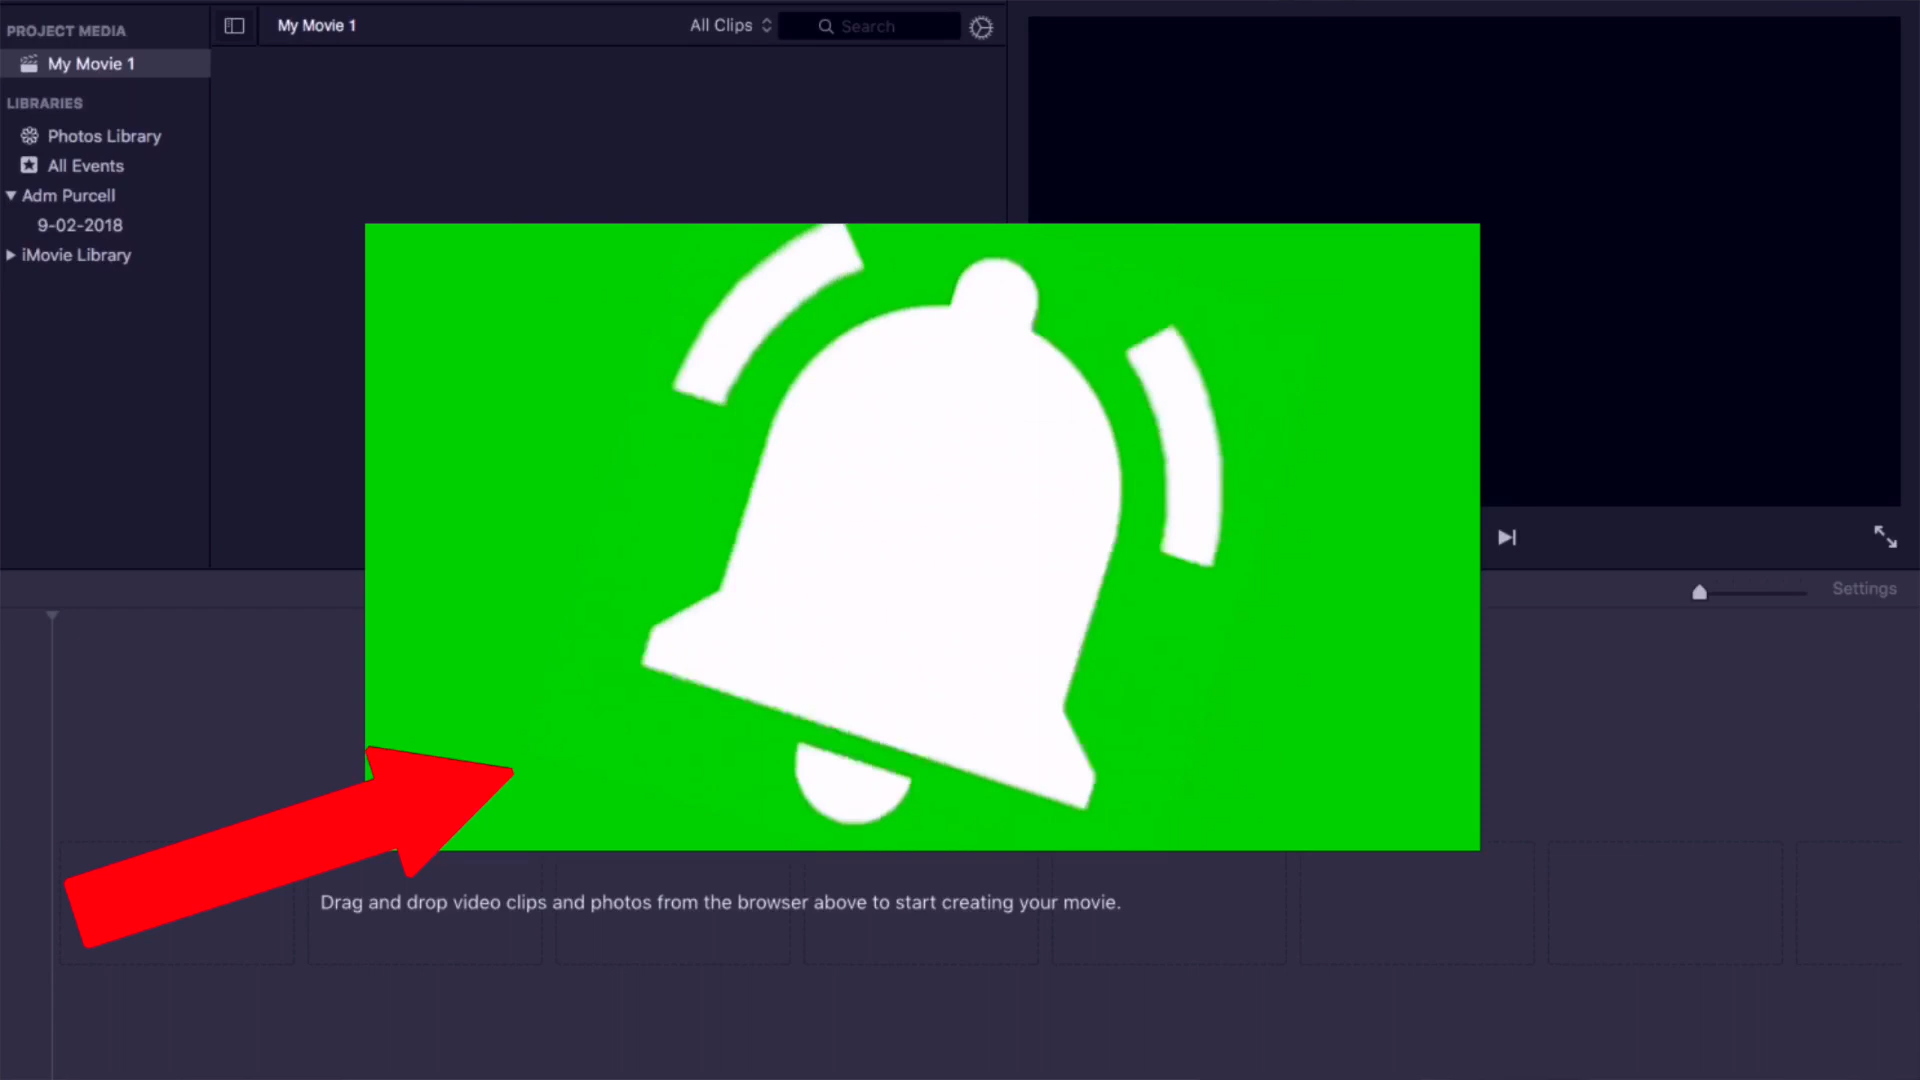 PROJECT MEDIA
My Movie 1
LIBRARIES
Photos Library
All Events
Adm Purcell
9-02-2018
iMovie Library
My Movie 1
All Clips
Search
Settings
Drag and drop video clips and photos from the browser above to start creating your movie.